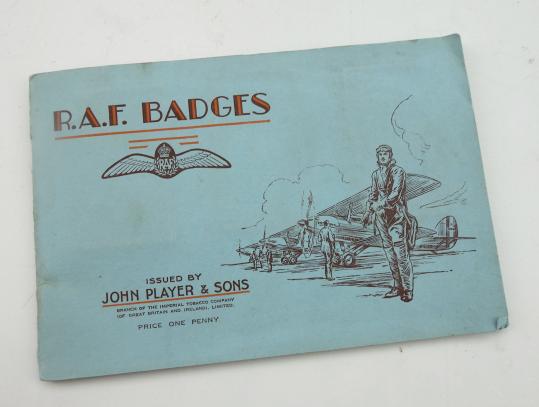 R.A.F. BADGES
RAF
ISSUED BY
JOHN PLAYER & SONS
BRANCH OF THE IMPERIAL TOBACCO COMPANY
(OF GREAT BRITAIN AND IRELAND), LIMITED.
PRICE ONE PENNY